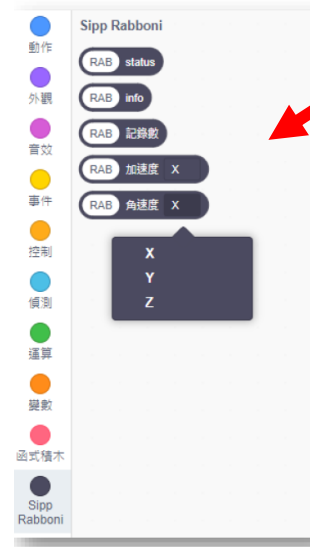 Sipp Rabboni
動作
外觀
音效
事件
控制
偵測
運算
變數
函式積木
Sipp
Rabboni
RAB status
RAB info
RAB 記錄數
RAB 加速度 X
RAB 角速度 X
X
Y
Z